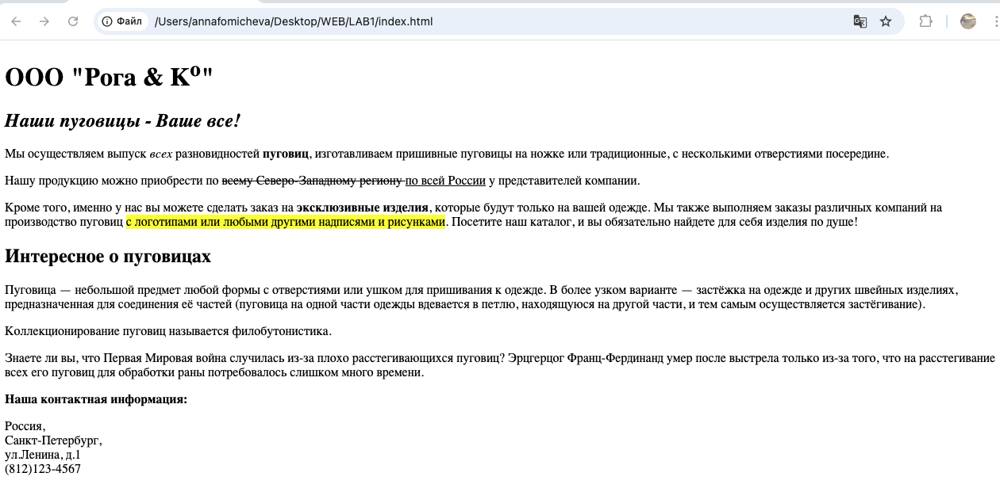 Файл /Users/annafomicheva/Desktop/WEB/LAB1/index.html
ООО "Рога & Kº"
Наши пуговицы - Ваше все!
Мы осуществляем выпуск всех разновидностей пуговиц, изготавливаем пришивные пуговицы на ножке или традиционные, с несколькими отверстиями посередине.
Нашу продукцию можно приобрести по всему Северо-Западному региону по всей России у представителей компании.
Кроме того, именно у нас вы можете сделать заказ на эксклюзивные изделия, которые будут только на вашей одежде. Мы также выполняем заказы различных компаний на
производство пуговиц с логотипами или любыми другими надписями и рисунками. Посетите наш каталог, и вы обязательно найдете для себя изделия по душе!
Интересное о пуговицах
Пуговица — небольшой предмет любой формы с отверстиями или ушком для пришивания к одежде. В более узком варианте — застёжка на одежде и других швейных изделиях,
предназначенная для соединения её частей (пуговица на одной части одежды вдевается в петлю, находящуюся на другой части, и тем самым осуществляется застёгивание).
Коллекционирование пуговиц называется филобутонистика.
Знаете ли вы, что Первая Мировая война случилась из-за плохо расстегивающихся пуговиц? Эрцгерцог Франц-Фердинанд умер после выстрела только из-за того, что на расстегивание
всех его пуговиц для обработки раны потребовалось слишком много времени.
Наша контактная информация:
Россия,
Санкт-Петербург,
ул.Ленина, д.1
(812)123-4567